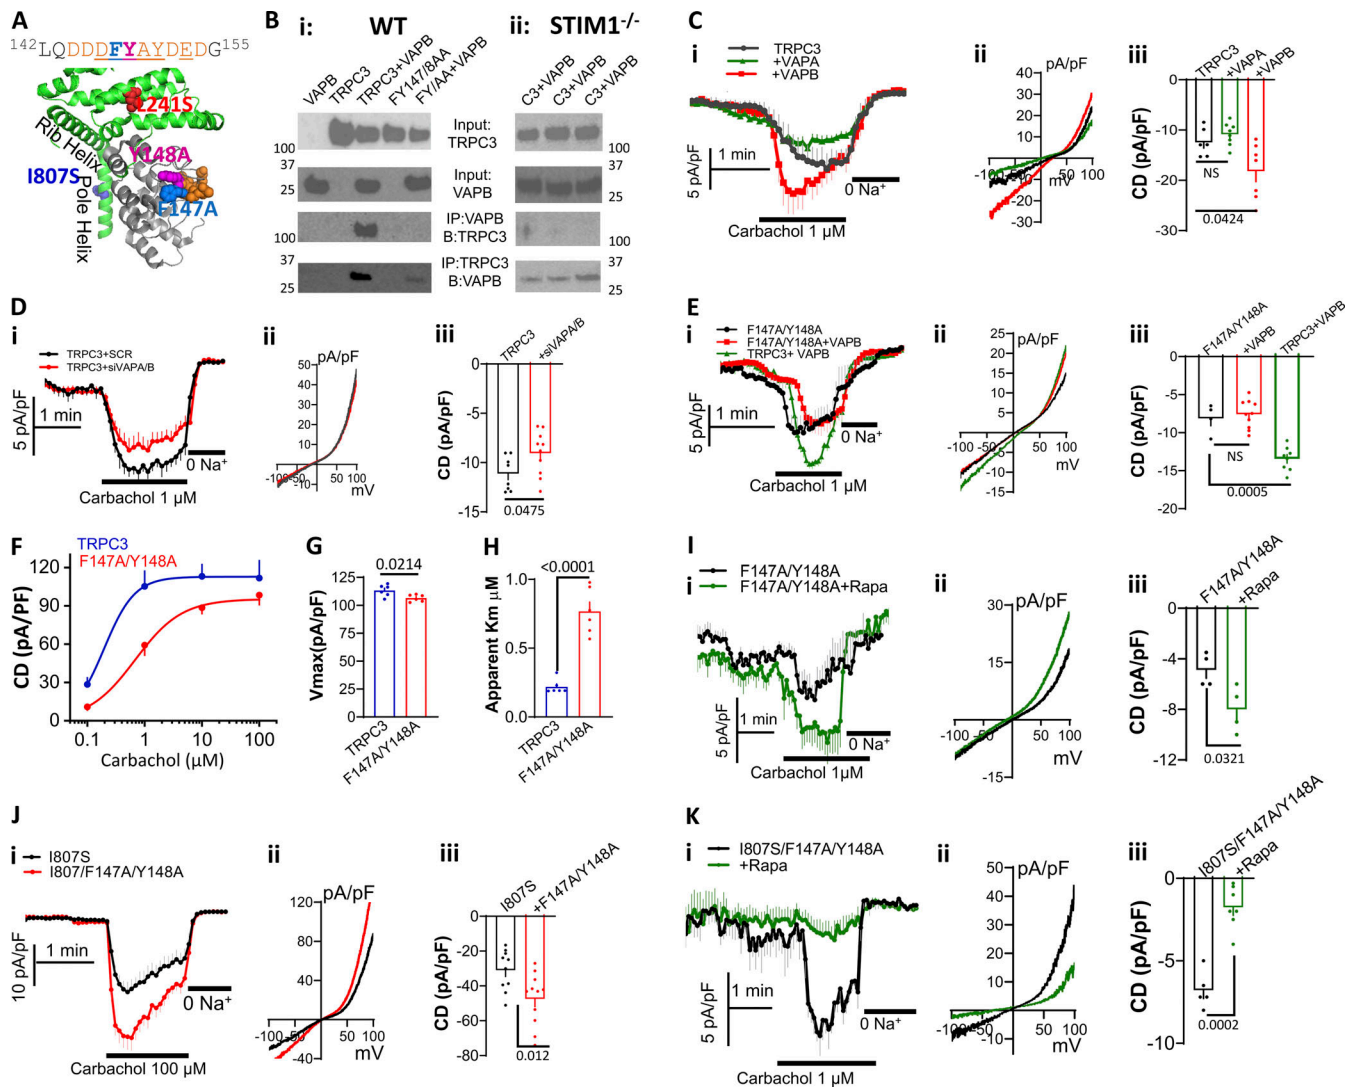 A
142LQDDDFYAYDEDG155
L241S
Rib Helix
Y148A
I807S
F147A
Pole Helix
B
i: WT
VAPB
TRPC3
TRPC3+VAPB
FY147/8AA
FY/AA+VAPB
ii: STIM1-/-
C3+VAPB
C3+VAPB
C3+VAPB
100
Input:
TRPC3
100
37
25
Input:
VAPB
37
25
100
IP:VAPB
B:TRPC3
100
37
25
IP:TRPC3
B:VAPB
37
25
C
i
TRPC3
+VAPA
+VAPB
1 min
5 pA/pF
0 Na+
Carbachol 1 µM
ii
pA/pF
40
30
20
10
-100
-50
50
100
mV
-10
-20
-30
iii
TRPC3
+VAPA
+VAPB
0
-10
-20
-30
CD (pA/pF)
NS
0.0424
D
i
TRPC3+SCR
TRPC3+siVAPA/B
5 pA/pF
1 min
0 Na+
Carbachol 1 µM
ii
pA/pF
50
40
30
20
10
-100
-50
50
100
mV
-10
iii
TRPC3
+siVAPA/B
0
-5
-10
-15
CD (pA/pF)
0.0475
E
i
F147A/Y148A
F147A/Y148A+VAPB
TRPC3+ VAPB
5 pA/pF
1 min
0 Na+
Carbachol 1 µM
ii
pA/pF
25
20
15
10
5
-100
-50
50
100
mV
-5
-10
-15
iii
F147A/Y148A
+VAPB
TRPC3+VAPB
0
-5
-10
-15
-20
CD (pA/pF)
NS
0.0005
F
TRPC3
F147A/Y148A
120
90
60
30
0
CD (pA/PF)
0.1
1
10
100
Carbachol (µM)
G
0.0214
125
100
75
50
25
0
Vmax(pA/pF)
TRPC3
F147A/Y148A
H
<0.0001
1.0
0.5
0.0
Apparent Km µM
TRPC3
F147A/Y148A
I
i
F147A/Y148A
F147A/Y148A+Rapa
1 min
5 pA/pF
0 Na+
Carbachol 1µM
ii
pA/pF
30
15
-100
-50
50
100
mV
-15
iii
F147A/Y148A
+Rapa
0
-4
-8
-12
CD (pA/pF)
0.0321
J
i
I807S
I807/F147A/Y148A
10 pA/pF
1 min
0 Na+
Carbachol 100 µM
ii
pA/pF
120
80
40
-100
-50
50
100
mV
-40
iii
I807S
+F147A/Y148A
0
-20
-40
-60
-80
CD (pA/pF)
0.012
K
i
I807S/F147A/Y148A
+Rapa
5 pA/pF
1 min
0 Na+
Carbachol 1 µM
ii
pA/pF
50
40
30
20
10
-100
-50
50
100
mV
-10
iii
I807S/F147A/Y148A
+Rapa
0
-5
-10
CD (pA/pF)
0.0002